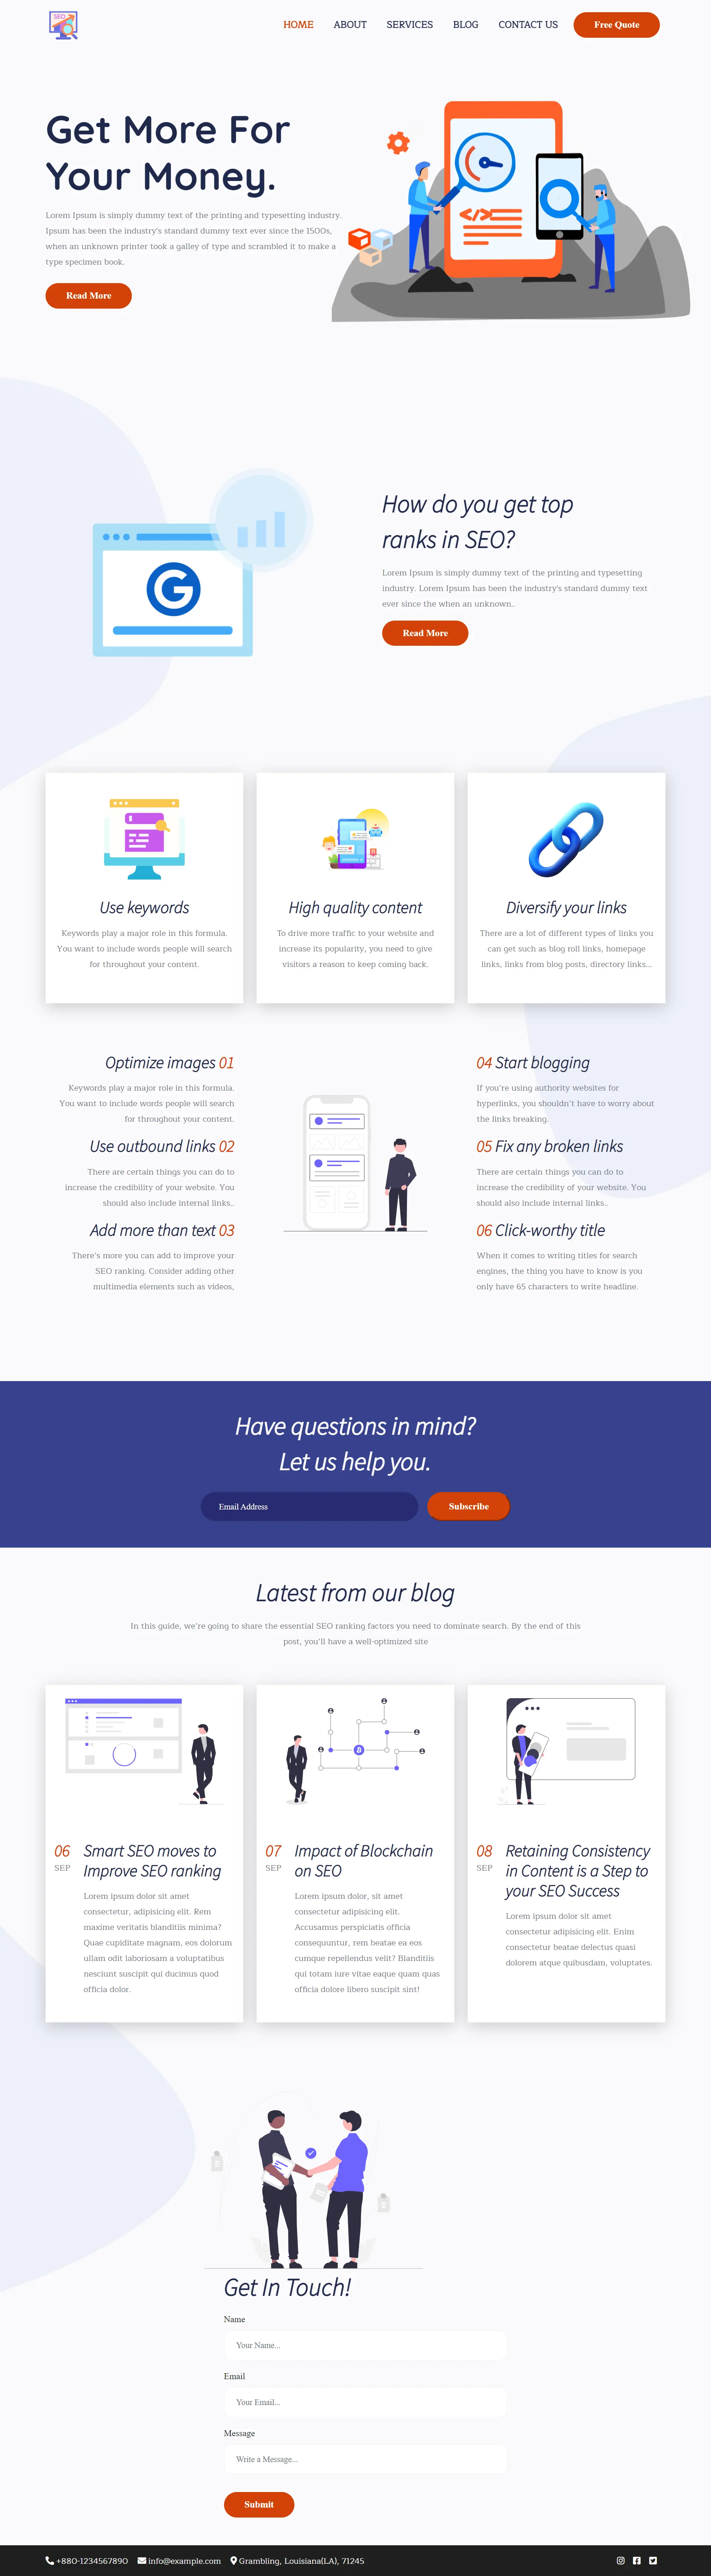 SEO
HOME ABOUT SERVICES BLOG CONTACT US Free Quote
Get More For
Your Money.
Lorem Ipsum is simply dummy text of the printing and typesetting industry.
Ipsum has been the industry's standard dummy text ever since the 1500s,
when an unknown printer took a galley of type and scrambled it to make a
type specimen book.
Read More
</>
G
How do you get top
ranks in SEO?
Lorem Ipsum is simply dummy text of the printing and typesetting
industry. Lorem Ipsum has been the industry's standard dummy text
ever since the when an unknown..
Read More
Use keywords
Keywords play a major role in this formula.
You want to include words people will search
for throughout your content.
High quality content
To drive more traffic to your website and
increase its popularity, you need to give
visitors a reason to keep coming back.
Diversify your links
There are a lot of different types of links you
can get such as blog roll links, homepage
links, links from blog posts, directory links...
Optimize images 01
Keywords play a major role in this formula.
You want to include words people will search
for throughout your content.
Use outbound links 02
There are certain things you can do to
increase the credibility of your website. You
should also include internal links..
Add more than text 03
There's more you can add to improve your
SEO ranking. Consider adding other
multimedia elements such as videos,
04 Start blogging
If you're using authority websites for
hyperlinks, you shouldn't have to worry about
the links breaking.
05 Fix any broken links
There are certain things you can do to
increase the credibility of your website. You
should also include internal links..
06 Click-worthy title
When it comes to writing titles for search
engines, the thing you have to know is you
only have 65 characters to write headline.
Have questions in mind?
Let us help you.
Email Address Subscribe
Latest from our blog
In this guide, we're going to share the essential SEO ranking factors you need to dominate search. By the end of this
post, you'll have a well-optimized site
06
SEP
Smart SEO moves to
Improve SEO ranking
Lorem ipsum dolor sit amet
consectetur, adipisicing elit. Rem
maxime veritatis blanditiis minima?
Quae cupiditate magnam, eos dolorum
ullam odit laboriosam a voluptatibus
nesciunt suscipit qui ducimus quod
officia dolor.
07
SEP
Impact of Blockchain
on SEO
Lorem ipsum dolor, sit amet
consectetur adipisicing elit.
Accusamus perspiciatis officia
consequuntur, rem beatae ea eos
cumque repellendus velit? Blanditiis
qui totam iure vitae eaque quam quas
officia dolore libero suscipit sint!
08
SEP
Retaining Consistency
in Content is a Step to
your SEO Success
Lorem ipsum dolor sit amet
consectetur adipisicing elit. Enim
consectetur beatae delectus quasi
dolorem atque quibusdam, voluptates.
Get In Touch!
Name
Your Name...
Email
Your Email...
Message
Write a Message...
Submit
+880-1234567890 info@example.com Grambling, Louisiana(LA), 71245